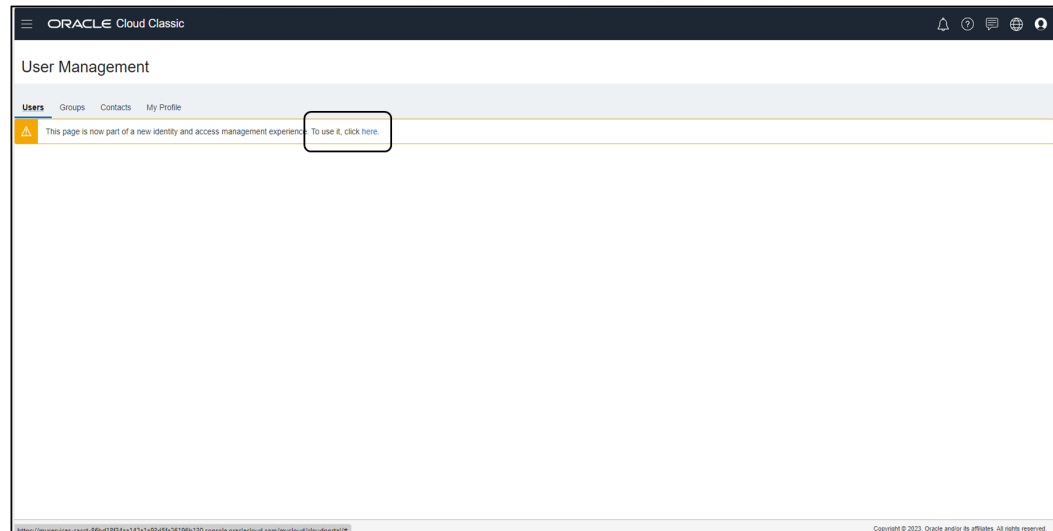 ORACLE Cloud Classic
User Management
Users Groups Contacts My Profile
This page is now part of a new identity and access management experience. To use it, click here.
Copyright © 2023, Oracle and/or its affiliates. All rights reserved.